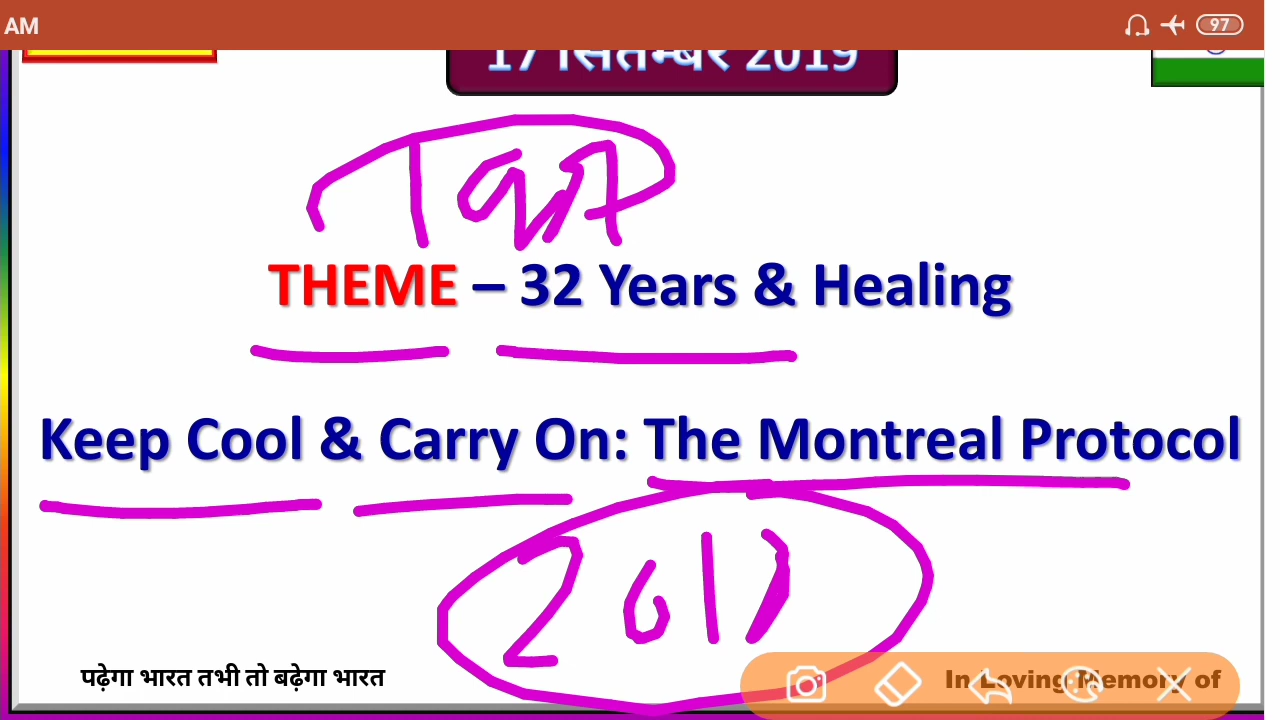 AM
97
17 सितम्बर 2019
THEME – 32 Years & Healing
Keep Cool & Carry On: The Montreal Protocol
पढ़ेगा भारत तभी तो बढ़ेगा भारत
In Loving Memory of